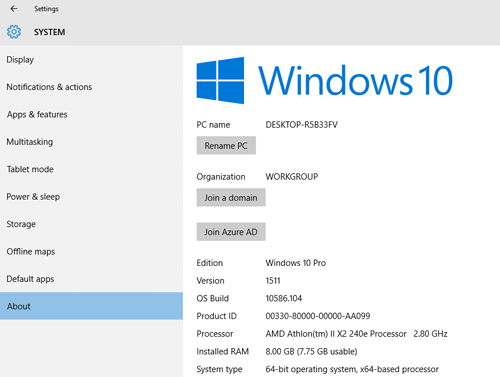 Settings
SYSTEM
Display
Notifications & actions
Apps & features
Multitasking
Tablet mode
Power & sleep
Storage
Offline maps
Default apps
About
Windows 10
PC name DESKTOP-R5B33FV
Rename PC
Organization WORKGROUP
Join a domain
Join Azure AD
Edition Windows 10 Pro
Version 1511
OS Build 10586.104
Product ID 00330-80000-00000-AA099
Processor AMD Athlon(tm) II X2 240e Processor 2.80 GHz
Installed RAM 8.00 GB (7.75 GB usable)
System type 64-bit operating system, x64-based processor